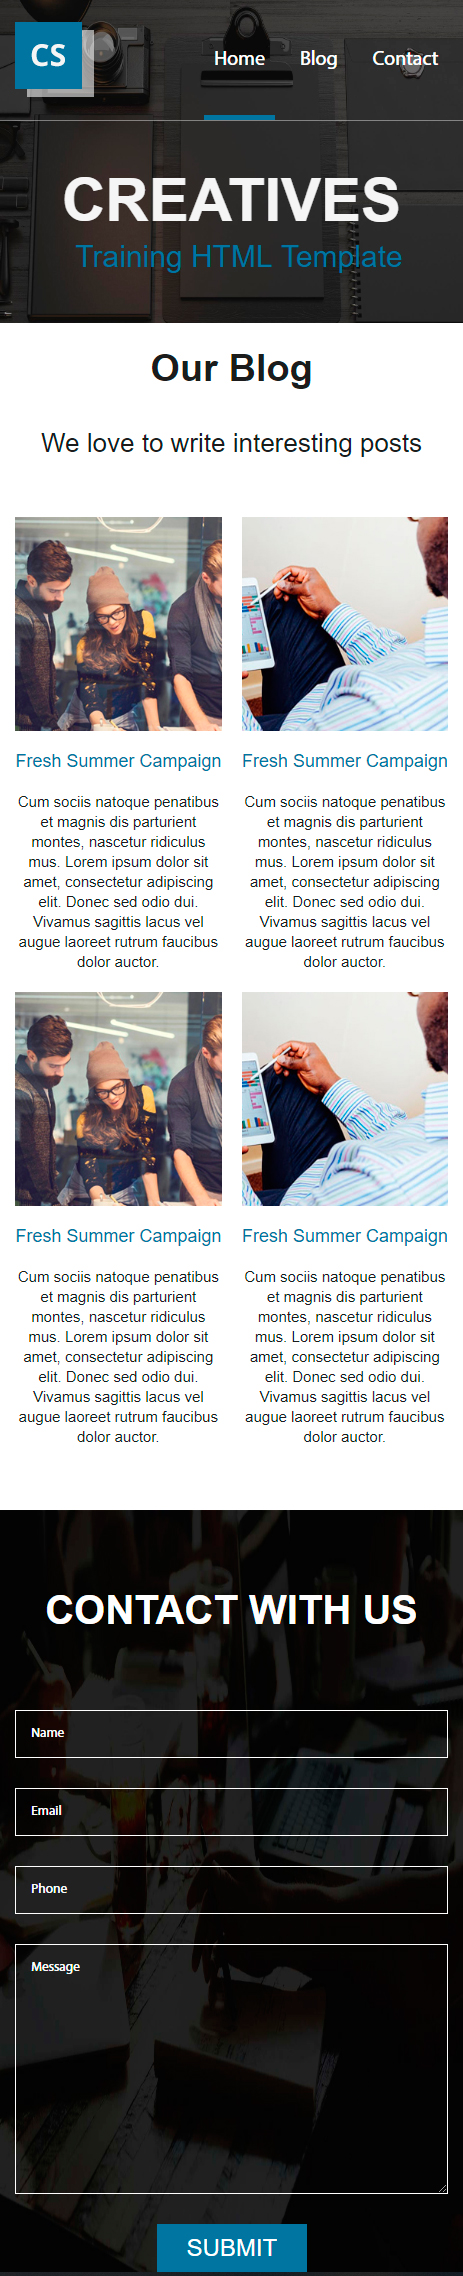 CS
Home Blog Contact
CREATIVES
Training HTML Template
Our Blog
We love to write interesting posts
Fresh Summer Campaign
Cum sociis natoque penatibus
et magnis dis parturient
montes, nascetur ridiculus
mus. Lorem ipsum dolor sit
amet, consectetur adipiscing
elit. Donec sed odio dui.
Vivamus sagittis lacus vel
augue laoreet rutrum faucibus
dolor auctor.
Fresh Summer Campaign
Cum sociis natoque penatibus
et magnis dis parturient
montes, nascetur ridiculus
mus. Lorem ipsum dolor sit
amet, consectetur adipiscing
elit. Donec sed odio dui.
Vivamus sagittis lacus vel
augue laoreet rutrum faucibus
dolor auctor.
Fresh Summer Campaign
Cum sociis natoque penatibus
et magnis dis parturient
montes, nascetur ridiculus
mus. Lorem ipsum dolor sit
amet, consectetur adipiscing
elit. Donec sed odio dui.
Vivamus sagittis lacus vel
augue laoreet rutrum faucibus
dolor auctor.
Fresh Summer Campaign
Cum sociis natoque penatibus
et magnis dis parturient
montes, nascetur ridiculus
mus. Lorem ipsum dolor sit
amet, consectetur adipiscing
elit. Donec sed odio dui.
Vivamus sagittis lacus vel
augue laoreet rutrum faucibus
dolor auctor.
CONTACT WITH US
Name
Email
Phone
Message
SUBMIT